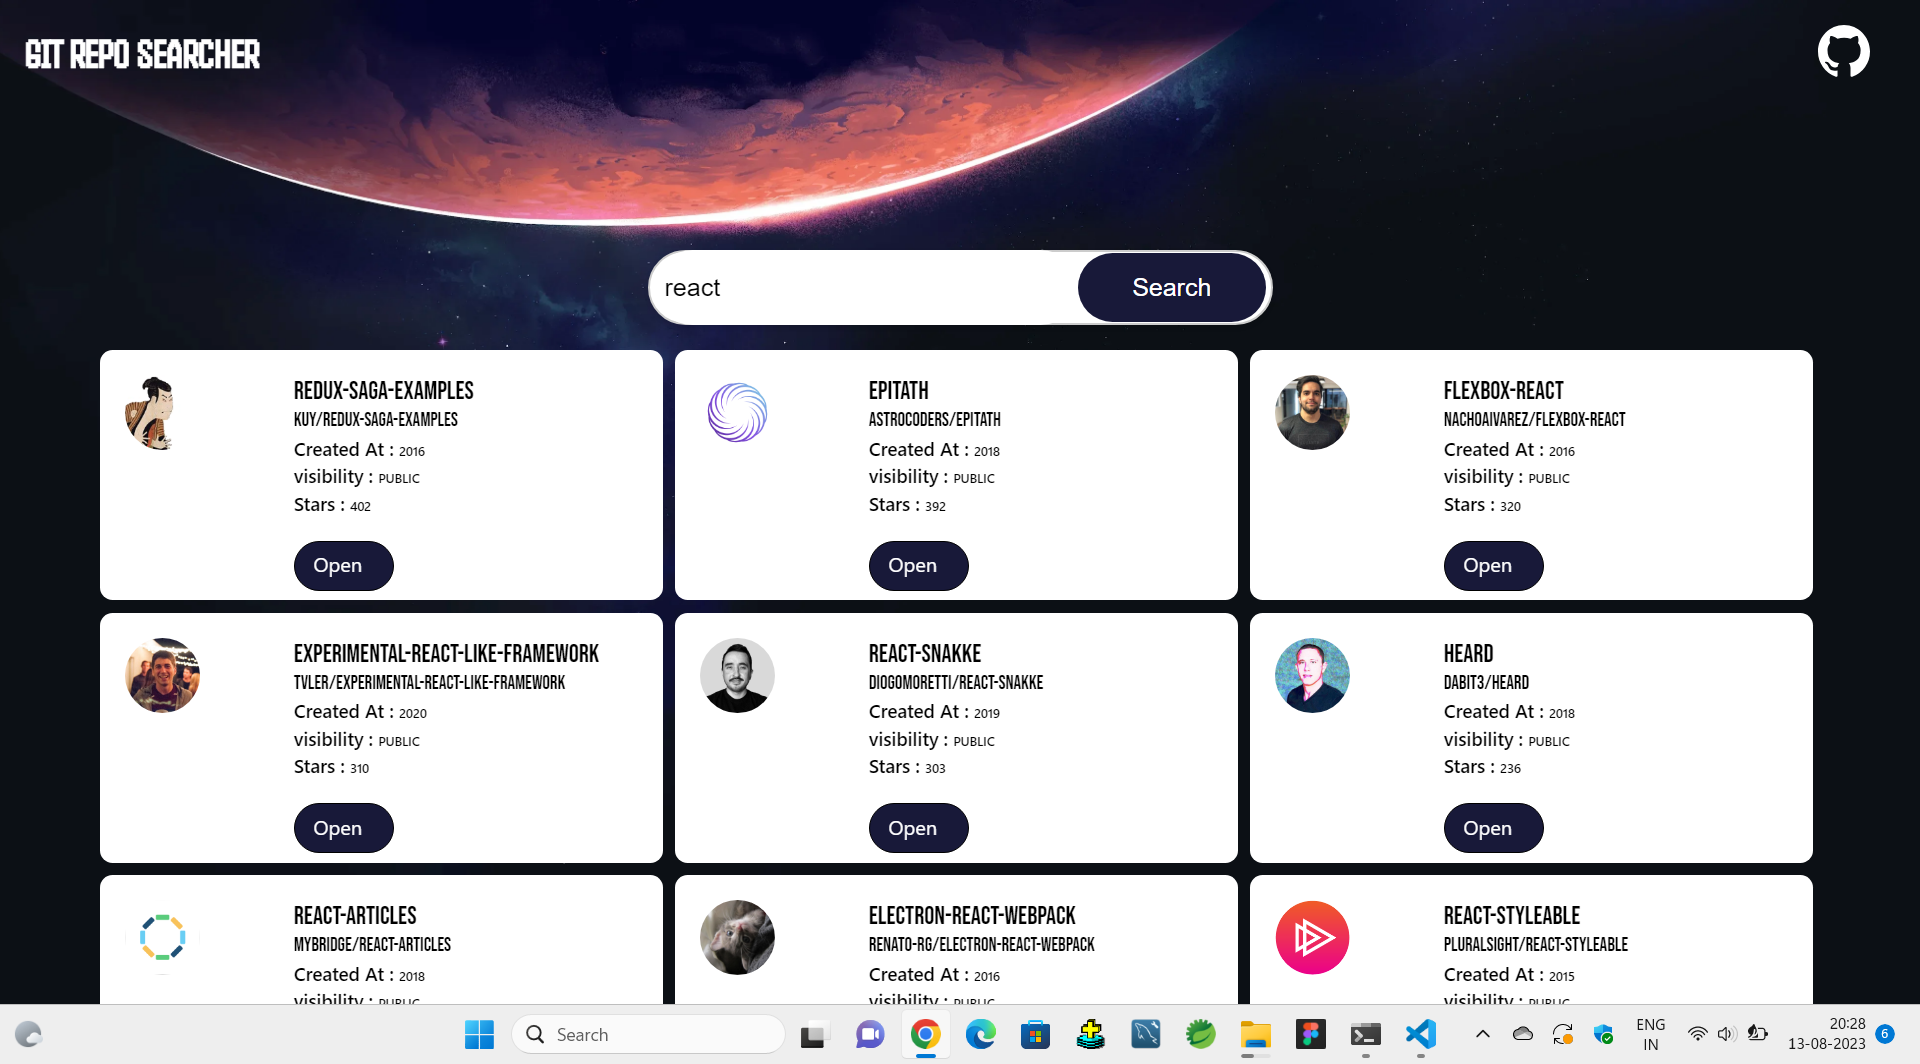 GIT REPO SEARCHER
react
Search
REDUX-SAGA-EXAMPLES
KUY/REDUX-SAGA-EXAMPLES
Created At : 2016
visibility : PUBLIC
Stars : 402
Open
EPITATH
ASTROCODERS/EPITATH
Created At : 2018
visibility : PUBLIC
Stars : 392
Open
FLEXBOX-REACT
NACHOAIVAREZ/FLEXBOX-REACT
Created At : 2016
visibility : PUBLIC
Stars : 320
Open
EXPERIMENTAL-REACT-LIKE-FRAMEWORK
TVLER/EXPERIMENTAL-REACT-LIKE-FRAMEWORK
Created At : 2020
visibility : PUBLIC
Stars : 310
Open
REACT-SNAKKE
DIOGOMORETTI/REACT-SNAKKE
Created At : 2019
visibility : PUBLIC
Stars : 303
Open
HEARD
DABIT3/HEARD
Created At : 2018
visibility : PUBLIC
Stars : 236
Open
REACT-ARTICLES
MYBRIDGE/REACT-ARTICLES
Created At : 2018
visibility : PUBLIC
ELECTRON-REACT-WEBPACK
RENATO-RG/ELECTRON-REACT-WEBPACK
Created At : 2016
visibility : PUBLIC
REACT-STYLEABLE
PLURALSIGHT/REACT-STYLEABLE
Created At : 2015
visibility : PUBLIC
Search
ENG
IN
20:28
13-08-2023
6